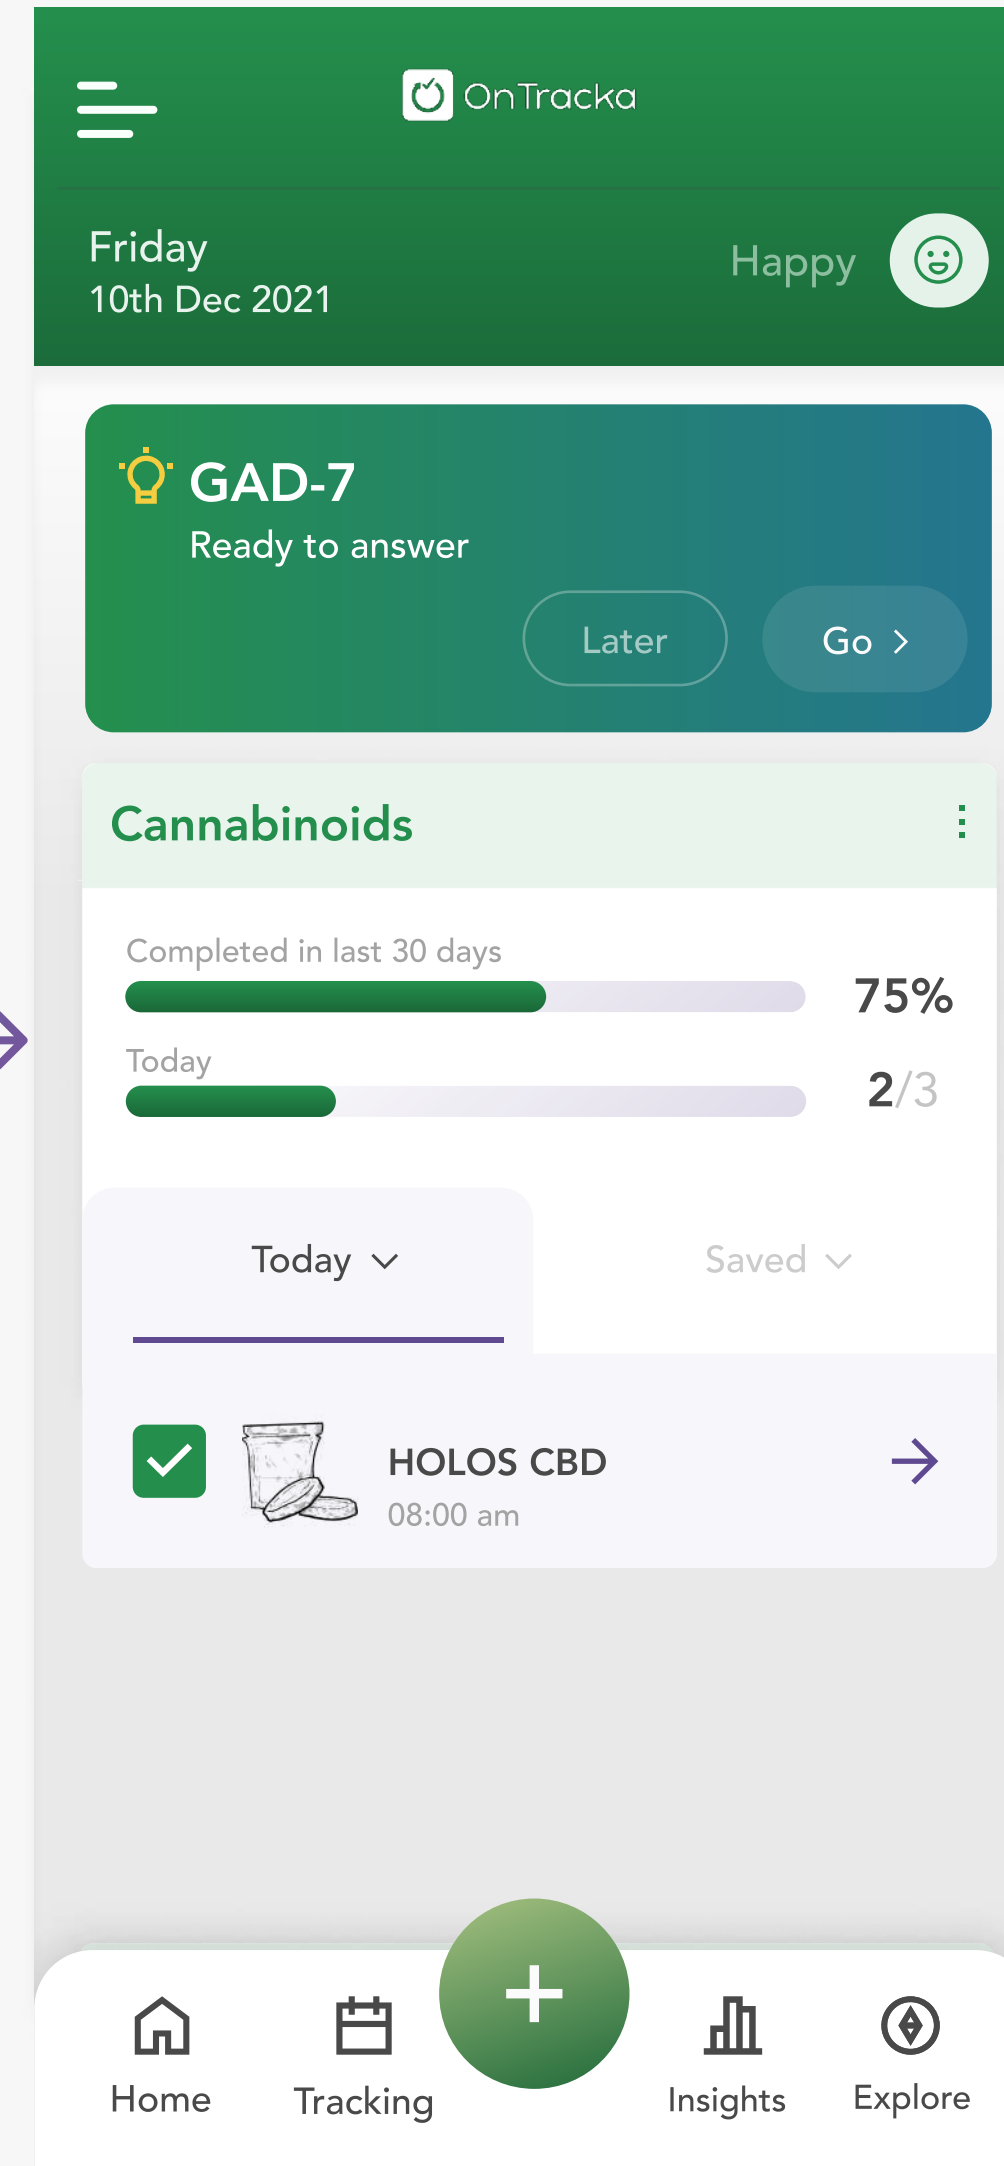 OnTracka
Friday
10th Dec 2021
Happy
GAD-7
Ready to answer
Later
Go
Cannabinoids
Completed in last 30 days
75%
Today
2/3
Today
Saved
HOLOS CBD
08:00 am
Home
Tracking
Insights
Explore